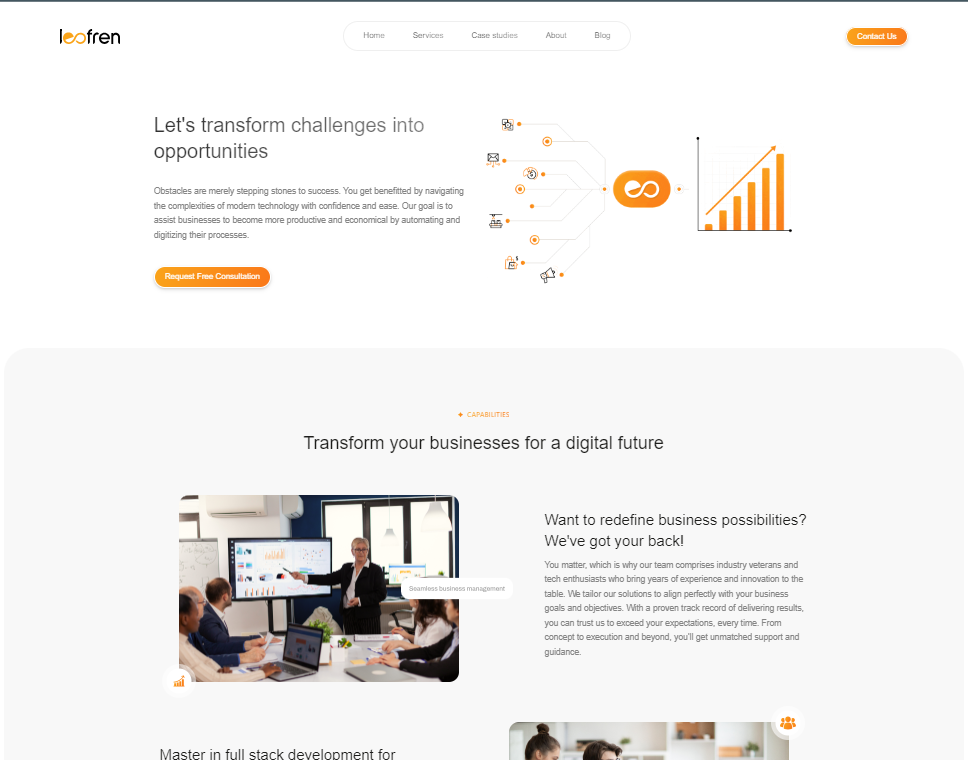 leofren
Home Services Case studies About Blog
Contact Us
Let's transform challenges into
opportunities
Obstacles are merely stepping stones to success. You get benefitted by navigating
the complexities of modern technology with confidence and ease. Our goal is to
assist businesses to become more productive and economical by automating and
digitizing their processes.
Request Free Consultation
CAPABILITIES
Transform your businesses for a digital future
Seamless business management
Want to redefine business possibilities?
We've got your back!
You matter, which is why our team comprises industry veterans and
tech enthusiasts who bring years of experience and innovation to the
table. We tailor our solutions to align perfectly with your business
goals and objectives. With a proven track record of delivering results,
you can trust us to exceed your expectations, every time. From
concept to execution and beyond, you'll get unmatched support and
guidance.
Master in full stack development for